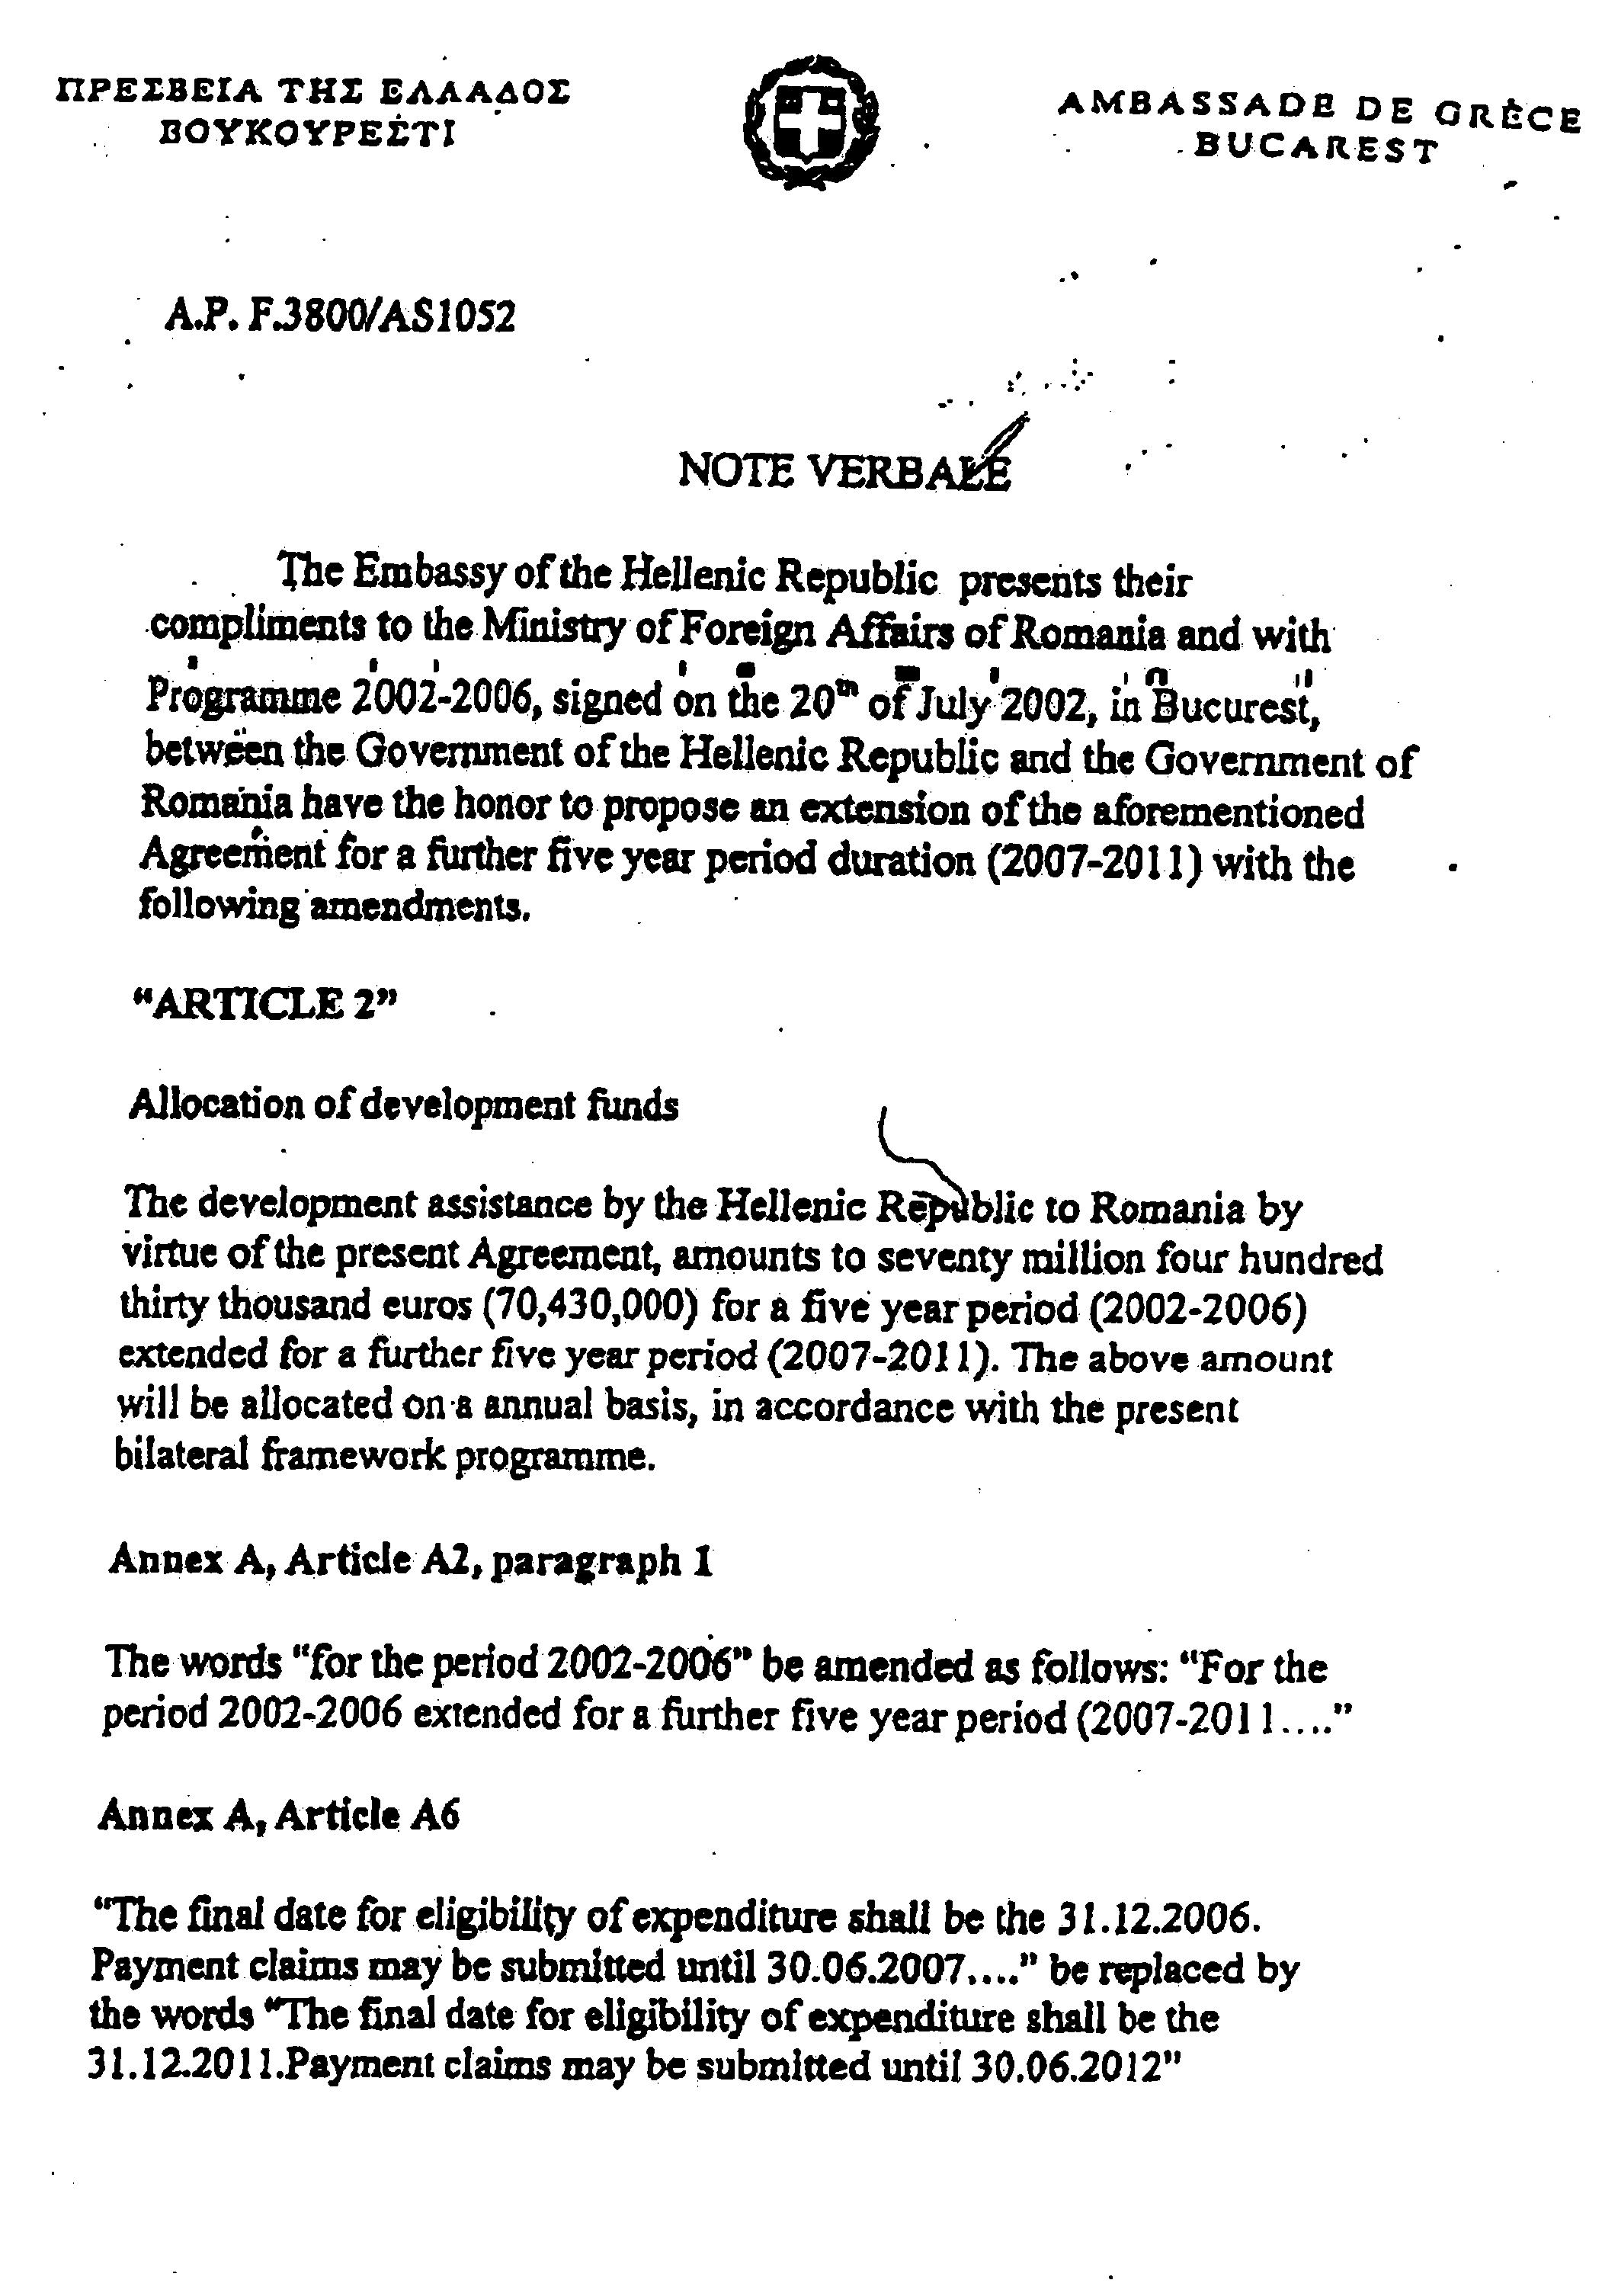 ΠΡΕΣΒΕΙΑ ΤΗΣ ΕΛΛΑΔΟΣ
ΒΟΥΚΟΥΡΕΣΤΙ
AMBASSADE DE GRÈCE
BUCAREST
A.P. F.3800/AS1052
NOTE VERBALE
The Embassy of the Hellenic Republic presents their
compliments to the Ministry of Foreign Affairs of Romania and with
Programme 2002-2006, signed on the 20th of July 2002, in Bucurest,
between the Government of the Hellenic Republic and the Government of
Romania have the honor to propose an extension of the aforementioned
Agreement for a further five year period duration (2007-2011) with the
following amendments.
“ARTICLE 2”
Allocation of development funds
The development assistance by the Hellenic Republic to Romania by
virtue of the present Agreement, amounts to seventy million four hundred
thirty thousand euros (70,430,000) for a five year period (2002-2006)
extended for a further five year period (2007-2011). The above amount
will be allocated on a annual basis, in accordance with the present
bilateral framework programme.
Annex A, Article A2, paragraph 1
The words “for the period 2002-2006” be amended as follows: “For the
period 2002-2006 extended for a further five year period (2007-2011….”
Annex A, Article A6
“The final date for eligibility of expenditure shall be the 31.12.2006.
Payment claims may be submitted until 30.06.2007….” be replaced by
the words “The final date for eligibility of expenditure shall be the
31.12.2011.Payment claims may be submitted until 30.06.2012”